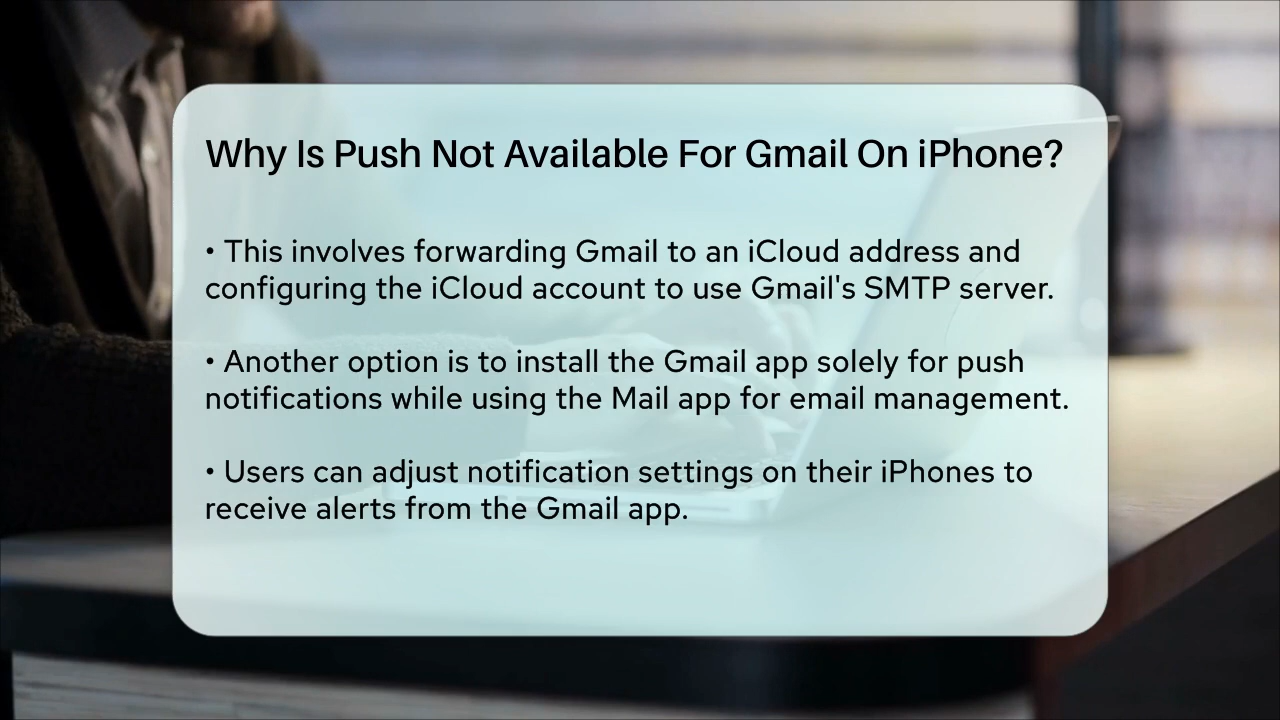 Why Is Push Not Available For Gmail On iPhone?
• This involves forwarding Gmail to an iCloud address and
configuring the iCloud account to use Gmail's SMTP server.
• Another option is to install the Gmail app solely for push
notifications while using the Mail app for email management.
• Users can adjust notification settings on their iPhones to
receive alerts from the Gmail app.